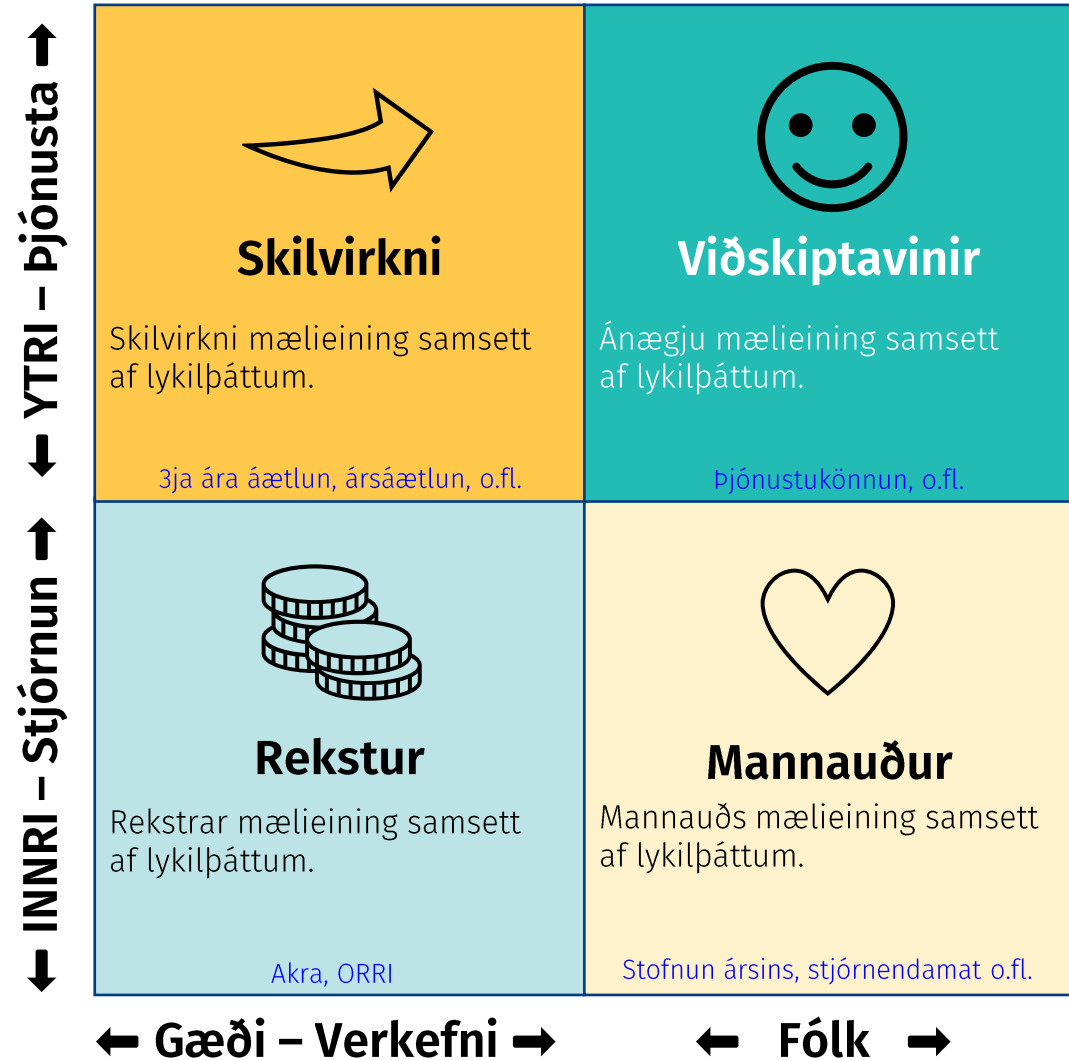 YTRI – Þjónusta
Skilvirkni
Skilvirkni mælieining samsett
af lykilþáttum.
3ja ára áætlun, ársáætlun, o.fl.
Viðskiptavinir
Ánægju mælieining samsett
af lykilþáttum.
Þjónustukönnun, o.fl.
INNRI – Stjórnun
Rekstur
Rekstrar mælieining samsett
af lykilþáttum.
Akra, ORRI
Mannauður
Mannauðs mælieining samsett
af lykilþáttum.
Stofnun ársins, stjórnendamat o.fl.
Gæði – Verkefni
Fólk